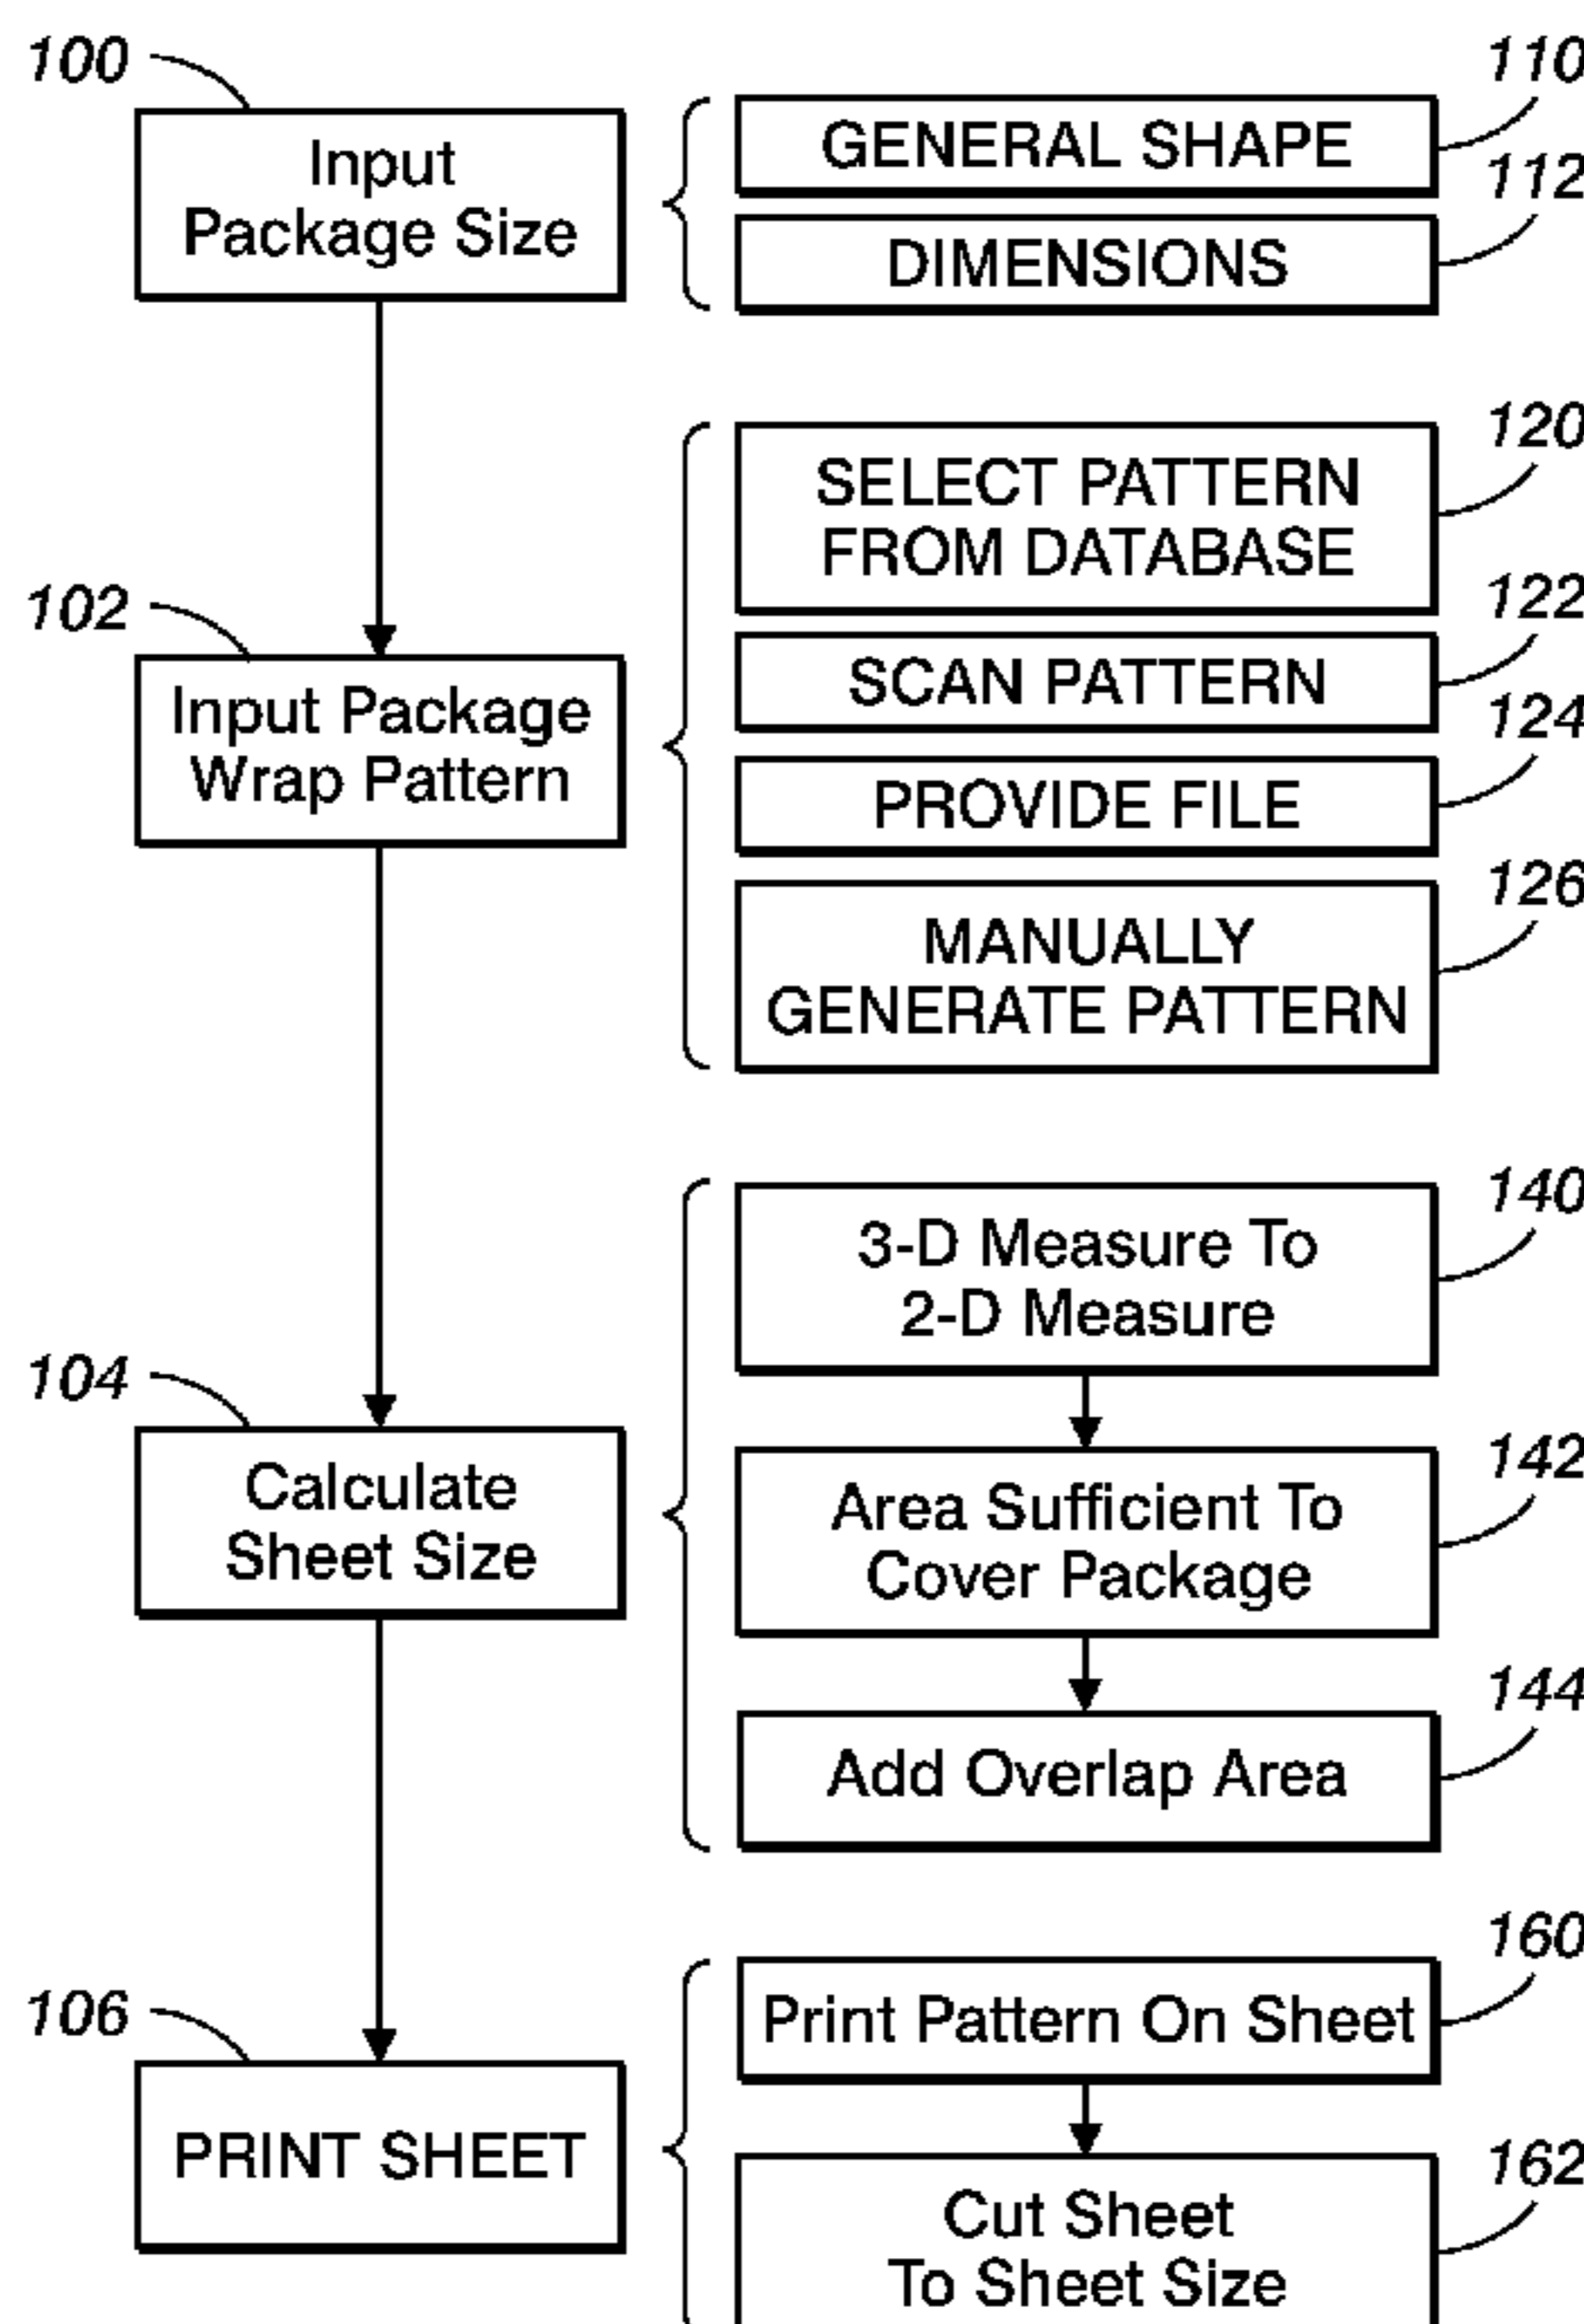 100
Input
Package Size
110
GENERAL SHAPE
112
DIMENSIONS
102
Input Package
Wrap Pattern
120
SELECT PATTERN
FROM DATABASE
122
SCAN PATTERN
124
PROVIDE FILE
126
MANUALLY
GENERATE PATTERN
104
Calculate
Sheet Size
140
3-D Measure To
2-D Measure
142
Area Sufficient To
Cover Package
144
Add Overlap Area
106
PRINT SHEET
160
Print Pattern On Sheet
162
Cut Sheet
To Sheet Size